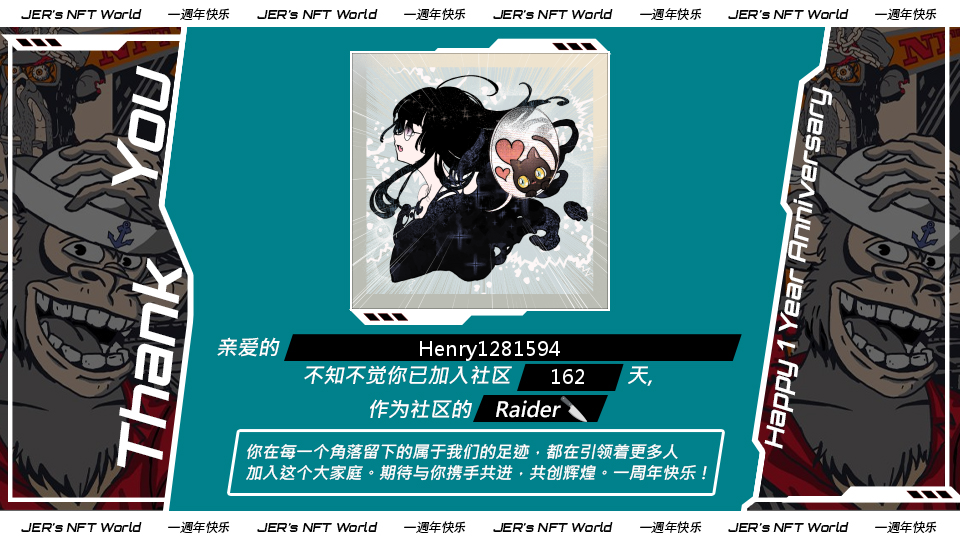 JER's NFT World 一週年快乐 JER's NFT World 一週年快乐 JER's NFT World 一週年快乐 JER's NFT World 一週年快乐
Thank You
Happy 1 Year Anniversary
亲爱的 Henry1281594
不知不觉你已加入社区 162 天,
作为社区的 Raider🔪
你在每一个角落留下的属于我们的足迹，都在引领着更多人
加入这个大家庭。期待与你携手共进，共创辉煌。一周年快乐！
JER's NFT World 一週年快乐 JER's NFT World 一週年快乐 JER's NFT World 一週年快乐 JER's NFT World 一週年快乐